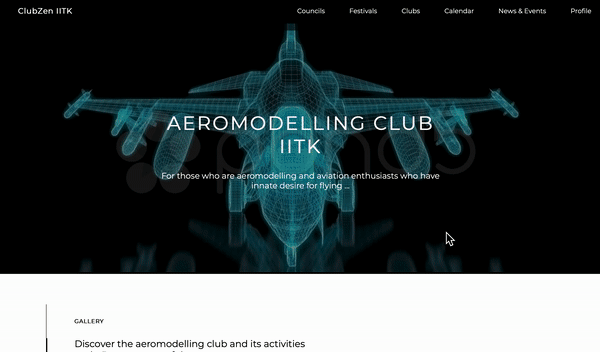 ClubZen IITK
Councils Festivals Clubs Calendar News & Events Profile
AEROMODELLING CLUB
IITK
For those who are aeromodelling and aviation enthusiasts who have
innate desire for flying ...
GALLERY
Discover the aeromodelling club and its activities